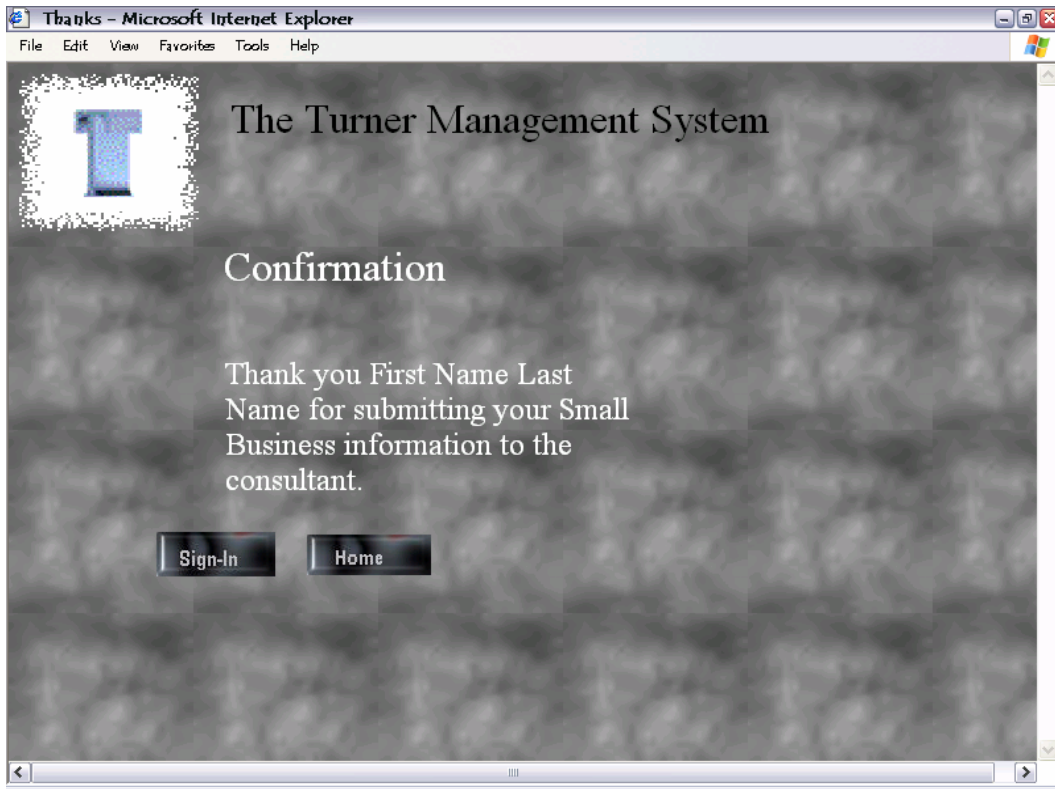 Thanks - Microsoft Internet Explorer
File Edit View Favorites Tools Help
T
The Turner Management System
Confirmation
Thank you First Name Last
Name for submitting your Small
Business information to the
consultant.
Sign-In Home